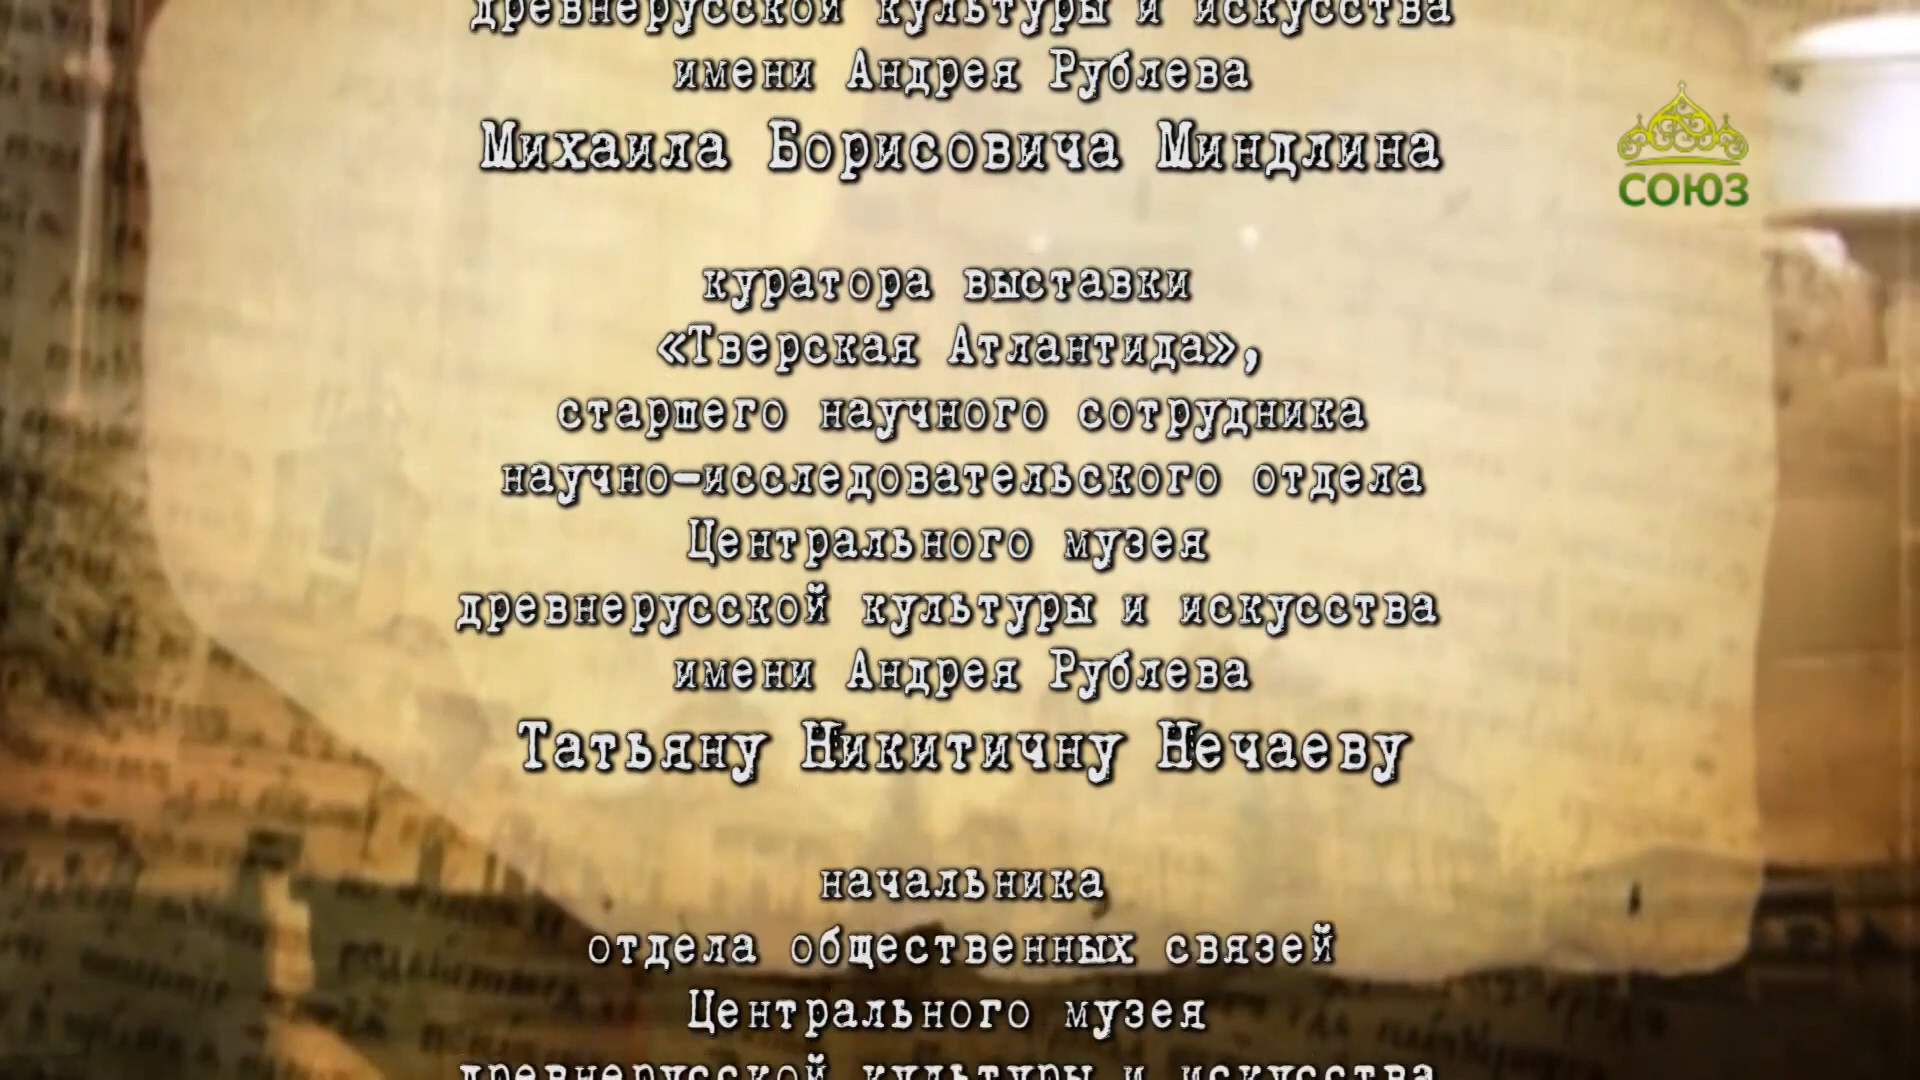 древнерусской культуры и искусства
имени Андрея Рублева
Михаила Борисовича Миндлина
СОЮЗ
куратора выставки
«Тверская Атлантида»,
старшего научного сотрудника
научно-исследовательского отдела
Центрального музея
древнерусской культуры и искусства
имени Андрея Рублева
Татьяну Никитичну Нечаеву
начальника
отдела общественных связей
Центрального музея
древнерусской культуры и искусства